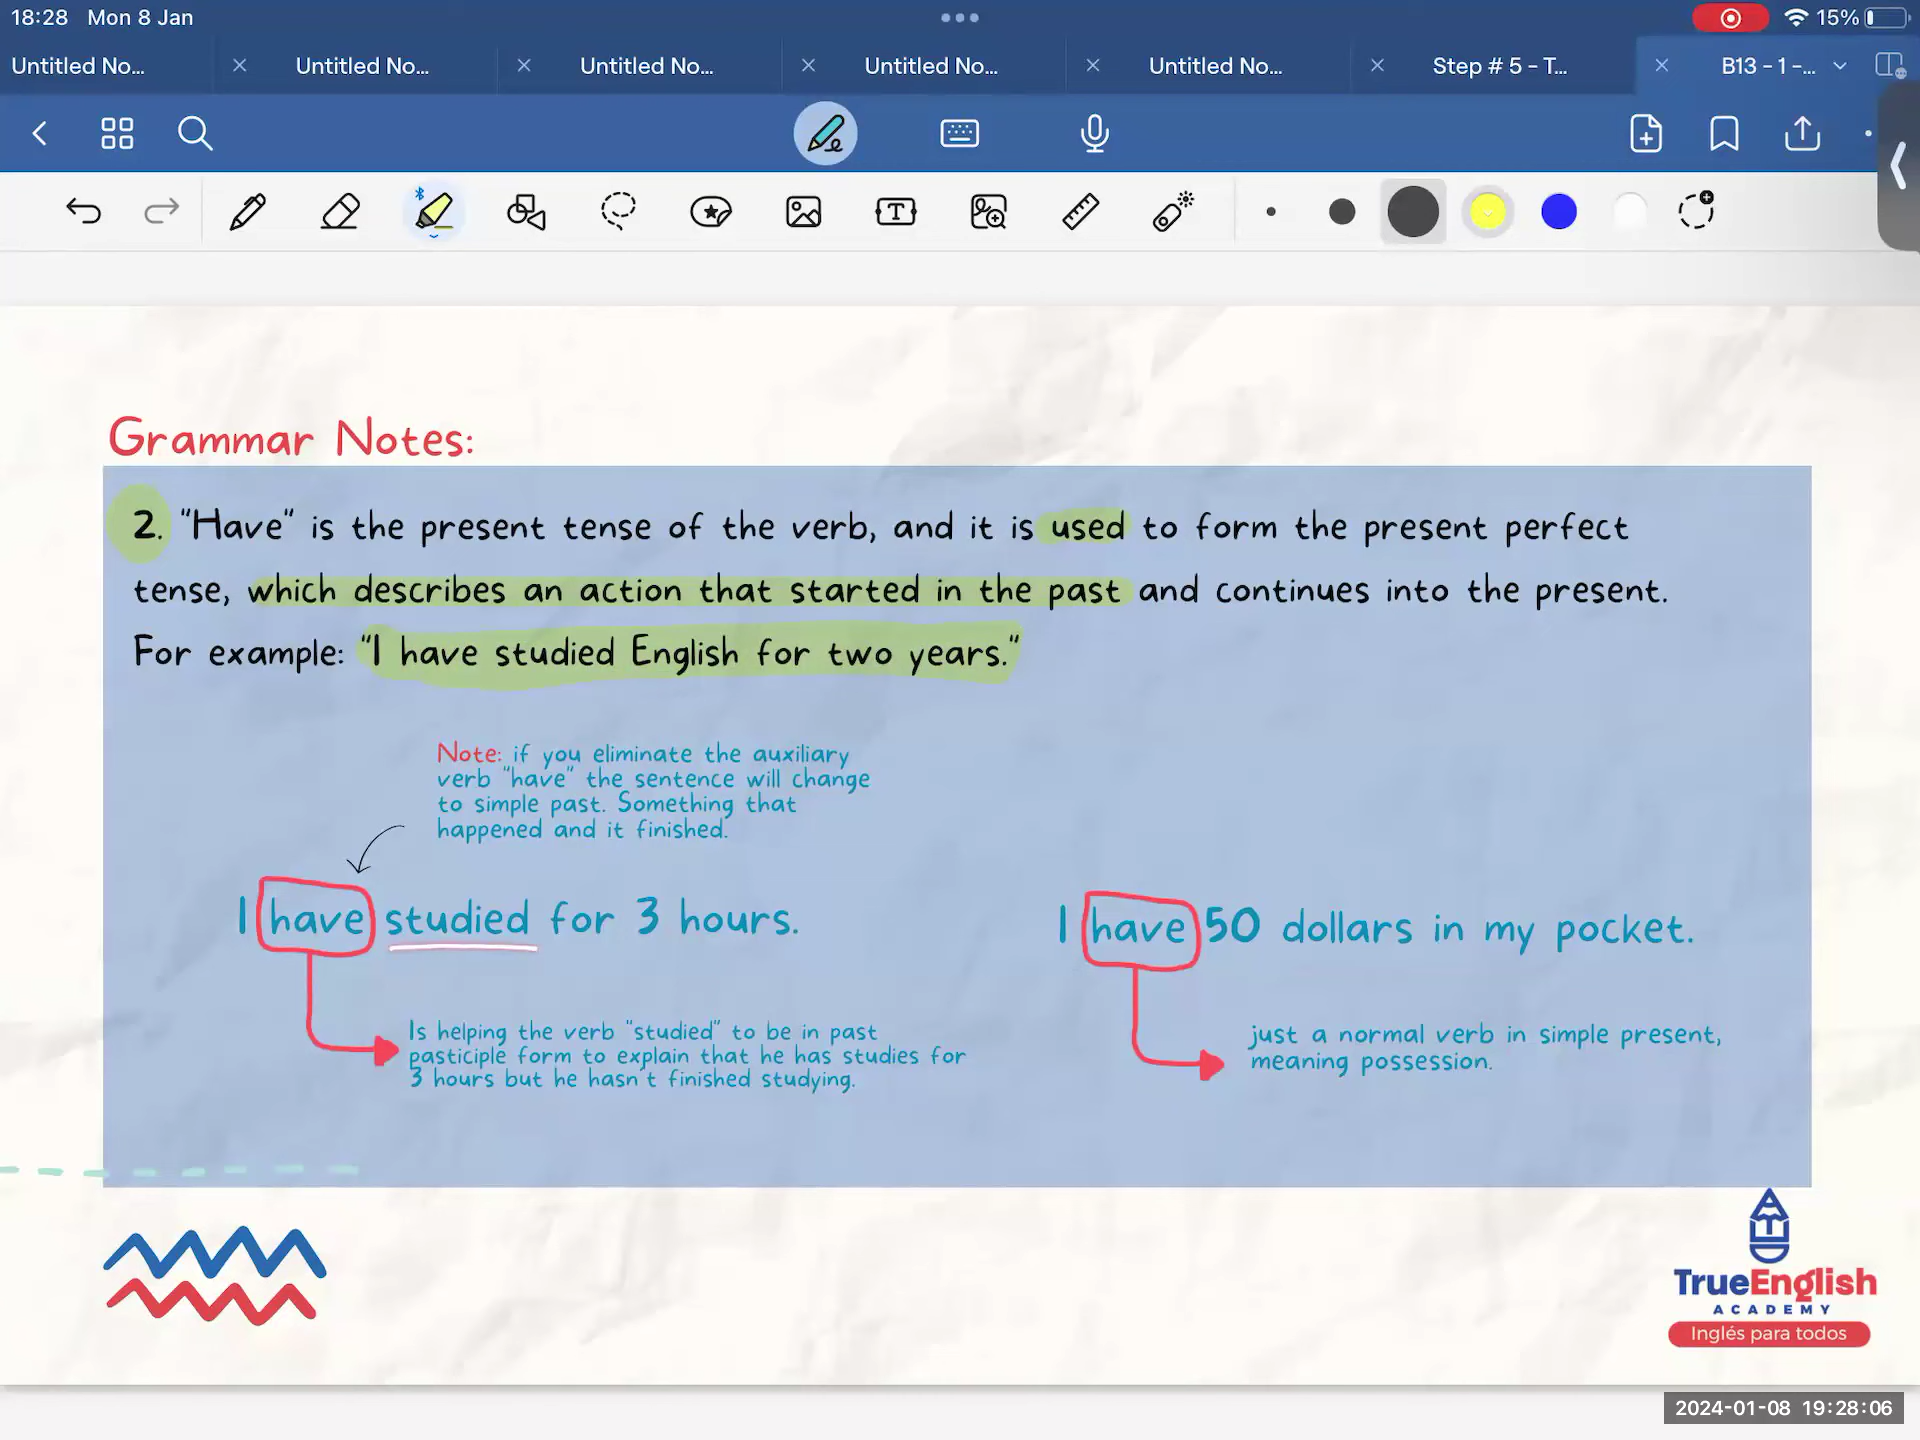 18:28 Mon 8 Jan
15%
Untitled No... Untitled No... Untitled No... Untitled No... Untitled No... Step # 5 - T... B13 - 1 -...
Grammar Notes:
2. "Have" is the present tense of the verb, and it is used to form the present perfect
tense, which describes an action that started in the past and continues into the present.
For example: "I have studied English for two years."
Note: if you eliminate the auxiliary
verb "have" the sentence will change
to simple past. Something that
happened and it finished.
I have studied for 3 hours.
I have 50 dollars in my pocket.
Is helping the verb "studied" to be in past
pasticiple form to explain that he has studies for
3 hours but he hasn't finished studying.
just a normal verb in simple present,
meaning possession.
TrueEnglish
ACADEMY
Inglés para todos
2024-01-08 19:28:06